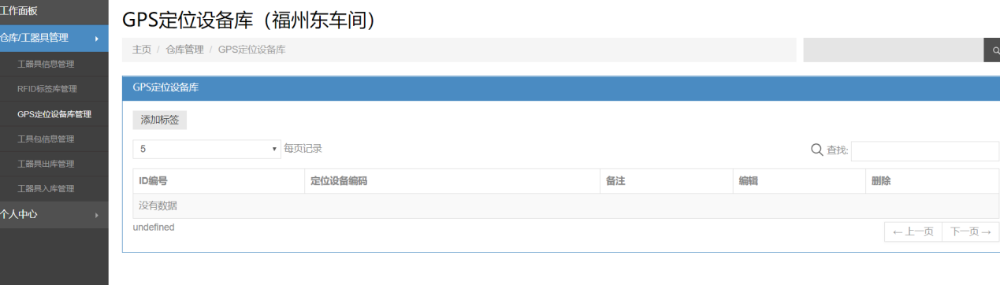 工作面板
仓库/工器具管理
工器具信息管理
RFID标签库管理
GPS定位设备库管理
工具包信息管理
工器具出库管理
工器具入库管理
个人中心
GPS定位设备库（福州东车间）
主页 / 仓库管理 / GPS定位设备库
GPS定位设备库
添加标签
5 每页记录
查找:
ID编号 定位设备编码 备注 编辑 删除
没有数据
undefined
← 上一页 下一页 →